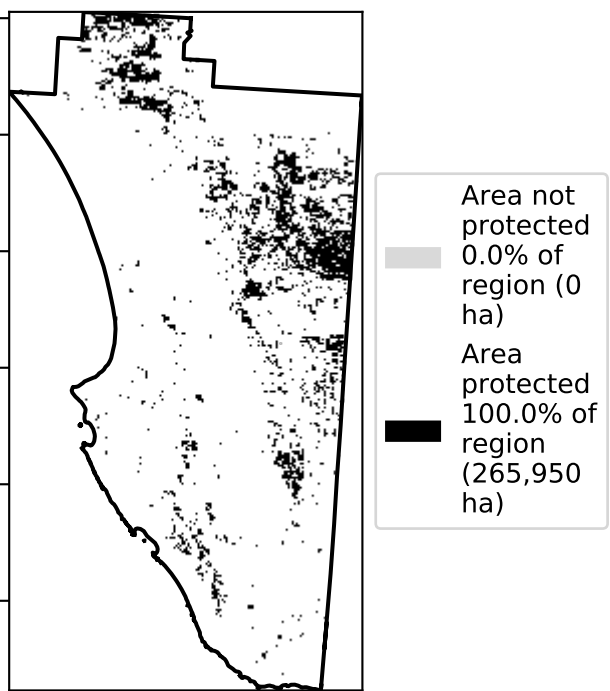 Area not
protected
0.0% of
region (0
ha)
Area
protected
100.0% of
region
(265,950
ha)